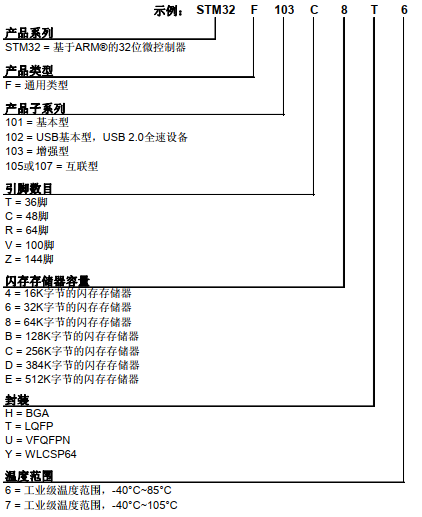 示例： STM32 F 103 C 8 T 6
产品系列
STM32 = 基于ARM®的32位微控制器
产品类型
F = 通用类型
产品子系列
101 = 基本型
102 = USB基本型，USB 2.0全速设备
103 = 增强型
105或107 = 互联型
引脚数目
T = 36脚
C = 48脚
R = 64脚
V = 100脚
Z = 144脚
闪存存储器容量
4 = 16K字节的闪存存储器
6 = 32K字节的闪存存储器
8 = 64K字节的闪存存储器
B = 128K字节的闪存存储器
C = 256K字节的闪存存储器
D = 384K字节的闪存存储器
E = 512K字节的闪存存储器
封装
H = BGA
T = LQFP
U = VFQFPN
Y = WLCSP64
温度范围
6 = 工业级温度范围，-40°C~85°C
7 = 工业级温度范围，-40°C~105°C